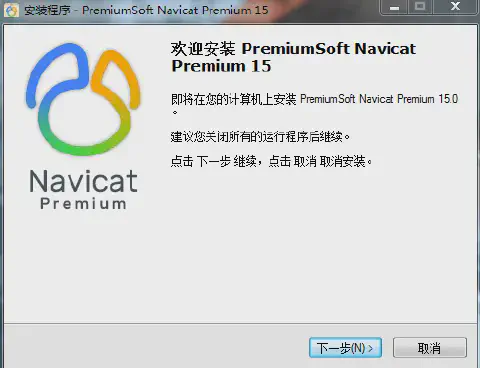 安装程序 - PremiumSoft Navicat Premium 15
欢迎安装 PremiumSoft Navicat
Premium 15
即将在您的计算机上安装 PremiumSoft Navicat Premium 15.0
。
建议您关闭所有的运行程序后继续。
点击 下一步 继续，点击 取消 取消安装。
Navicat
Premium
下一步(N) >
取消